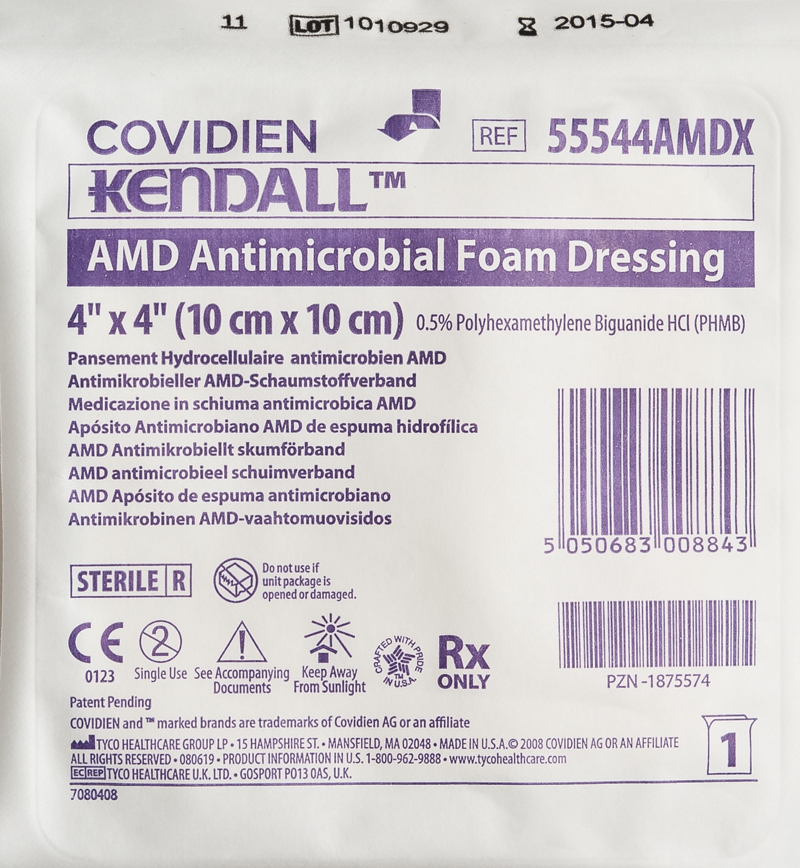 11 LOT 1010929 2015-04
COVIDIEN REF 55544AMDX
KENDALL™
AMD Antimicrobial Foam Dressing
4" x 4" (10 cm x 10 cm) 0.5% Polyhexamethylene Biguanide HCl (PHMB)
Pansement Hydrocellulaire antimicrobien AMD
Antimikrobieller AMD-Schaumstoffverband
Medicazione in schiuma antimicrobica AMD
Apósito Antimicrobiano AMD de espuma hidrofílica
AMD Antimikrobiellt skumförband
AMD antimicrobieel schuimverband
AMD Apósito de espuma antimicrobiano
Antimikrobinen AMD-vaahtomuovisidos
5 050683 008843
STERILE R
Do not use if
unit package is
opened or damaged.
CE
0123
2
Single Use
See Accompanying
Documents
Keep Away
From Sunlight
CRAFTED WITH PRIDE
IN U.S.A.
™
Rx
ONLY
PZN -1875574
Patent Pending
COVIDIEN and ™ marked brands are trademarks of Covidien AG or an affiliate
TYCO HEALTHCARE GROUP LP • 15 HAMPSHIRE ST. • MANSFIELD, MA 02048 • MADE IN U.S.A.© 2008 COVIDIEN AG OR AN AFFILIATE
ALL RIGHTS RESERVED • 080619 • PRODUCT INFORMATION IN U.S. 1-800-962-9888 • www.tycohealthcare.com
EC REP TYCO HEALTHCARE U.K. LTD. • GOSPORT PO13 0AS, U.K.
1
7080408